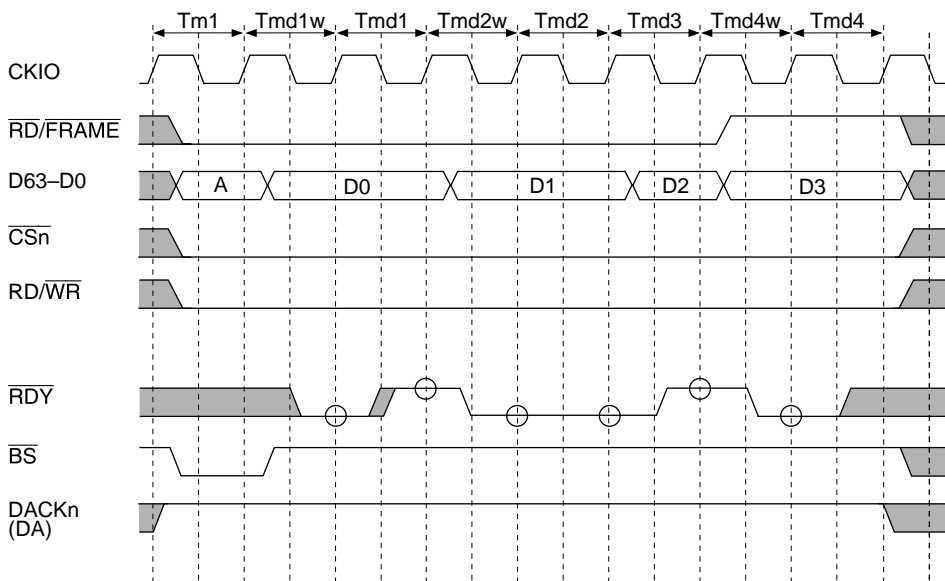 Tm1 Tmd1w Tmd1 Tmd2w Tmd2 Tmd3 Tmd4w Tmd4
CKIO
RD/FRAME
D63–D0 A D0 D1 D2 D3
CSn
RD/WR
RDY
BS
DACKn
(DA)